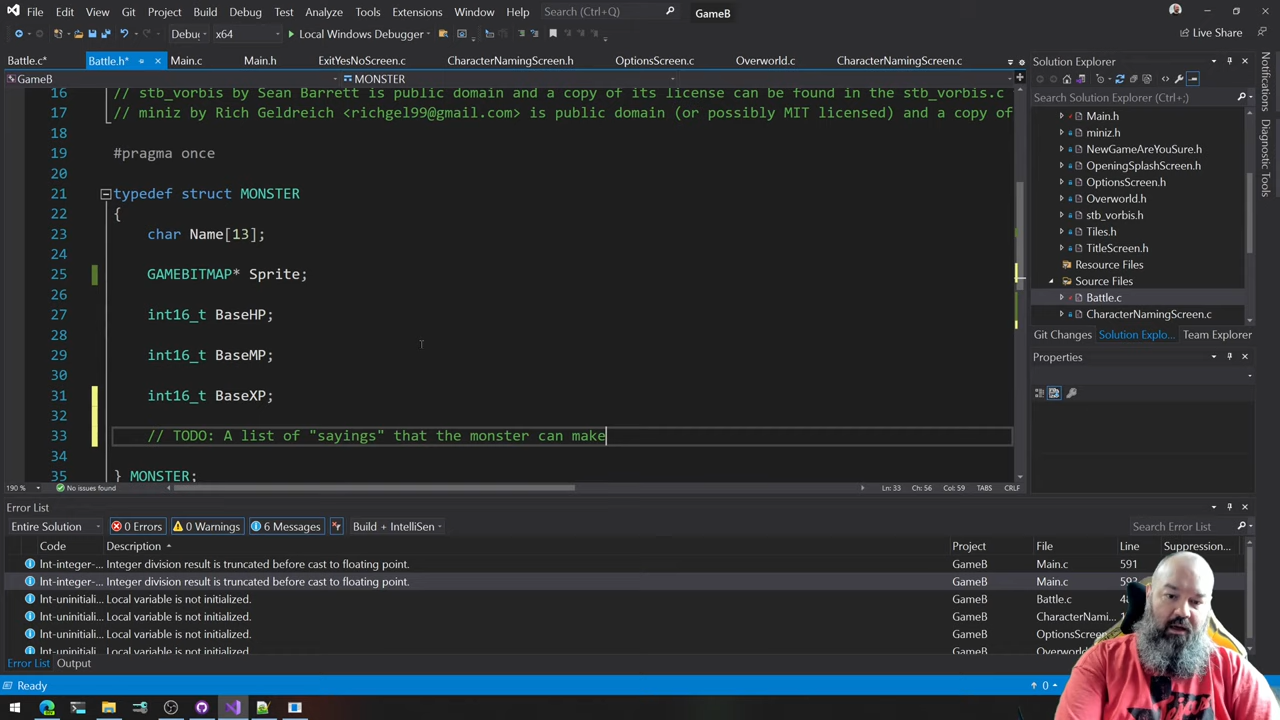 File Edit View Git Project Build Debug Test Analyze Tools Extensions Window Help Search (Ctrl+Q) GameB
Debug x64 Local Windows Debugger Live Share
Battle.c* Battle.h* Main.c Main.h ExitYesNoScreen.c CharacterNamingScreen.c OptionsScreen.c Overworld.c CharacterNamingScreen.c
GameB MONSTER
16 // stb_vorbis by Sean Barrett is public domain and a copy of its license can be found in the stb_vorbis.c
17 // miniz by Rich Geldreich <richgel99@gmail.com> is public domain (or possibly MIT licensed) and a copy of
18
19 #pragma once
20
21 typedef struct MONSTER
22 {
23 char Name[13];
24
25 GAMEBITMAP* Sprite;
26
27 int16_t BaseHP;
28
29 int16_t BaseMP;
30
31 int16_t BaseXP;
32
33 // TODO: A list of "sayings" that the monster can make
34
35 } MONSTER;
190 % No issues found Ln: 33 Ch: 56 Col: 59 TABS CRLF
Solution Explorer
Search Solution Explorer (Ctrl+;)
Main.h
miniz.h
NewGameAreYouSure.h
OpeningSplashScreen.h
OptionsScreen.h
Overworld.h
stb_vorbis.h
Tiles.h
TitleScreen.h
Resource Files
Source Files
Battle.c
CharacterNamingScreen.c
Git Changes Solution Explo... Team Explorer
Properties
Notifications
Diagnostic Tools
Error List
Entire Solution 0 Errors 0 Warnings 6 Messages Build + IntelliSen Search Error List
Code Description Project File Line Suppression...
Int-integer-... Integer division result is truncated before cast to floating point. GameB Main.c 591
Int-integer-... Integer division result is truncated before cast to floating point. GameB Main.c
Int-uninitiali... Local variable is not initialized. GameB Battle.c
Int-uninitiali... Local variable is not initialized. GameB CharacterNami...
Int-uninitiali... Local variable is not initialized. GameB OptionsScreen
Int-uninitiali... Local variable is not initialized. GameB Overworld
Error List Output
Ready 0